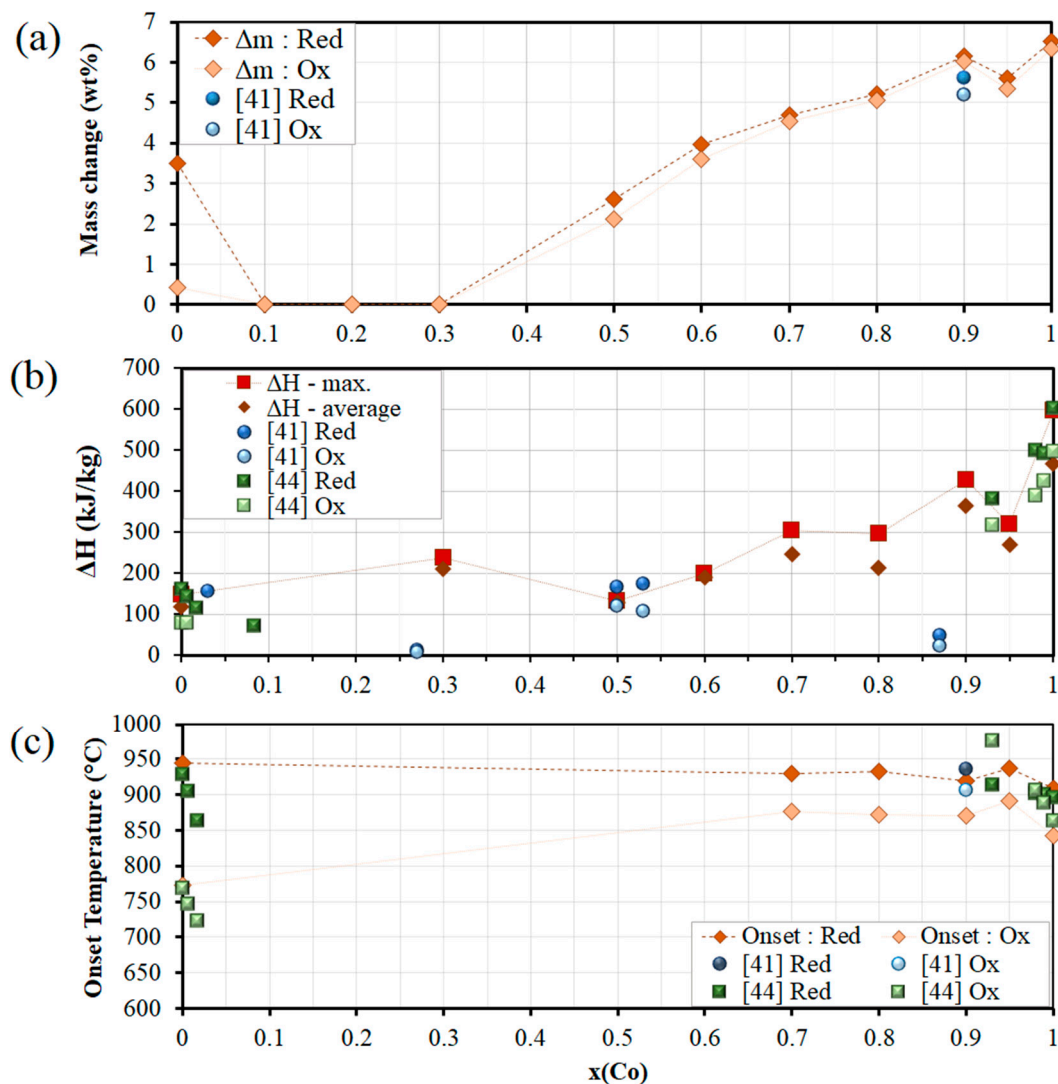 (a)
Mass change (wt%)
7
6
5
4
3
2
1
0
Δm : Red
Δm : Ox
[41] Red
[41] Ox
0 0.1 0.2 0.3 0.4 0.5 0.6 0.7 0.8 0.9 1
(b)
ΔH (kJ/kg)
700
600
500
400
300
200
100
0
ΔH - max.
ΔH - average
[41] Red
[41] Ox
[44] Red
[44] Ox
0 0.1 0.2 0.3 0.4 0.5 0.6 0.7 0.8 0.9 1
(c)
Onset Temperature (°C)
1000
950
900
850
800
750
700
650
600
Onset : Red Onset : Ox
[41] Red [41] Ox
[44] Red [44] Ox
0 0.1 0.2 0.3 0.4 0.5 0.6 0.7 0.8 0.9 1
x(Co)